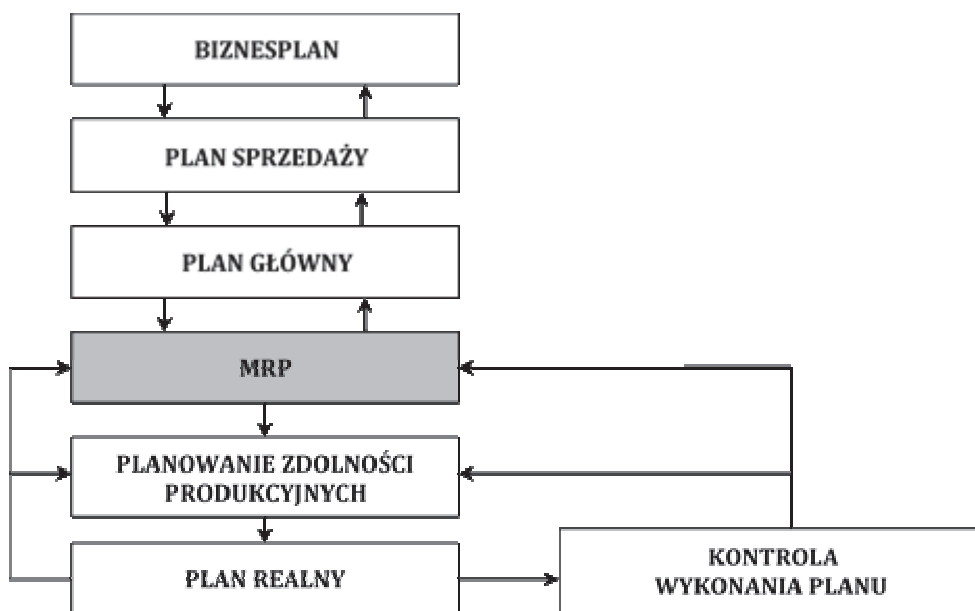 BIZNESPLAN
PLAN SPRZEDAŻY
PLAN GŁÓWNY
MRP
PLANOWANIE ZDOLNOŚCI
PRODUKCYJNYCH
PLAN REALNY
KONTROLA
WYKONANIA PLANU